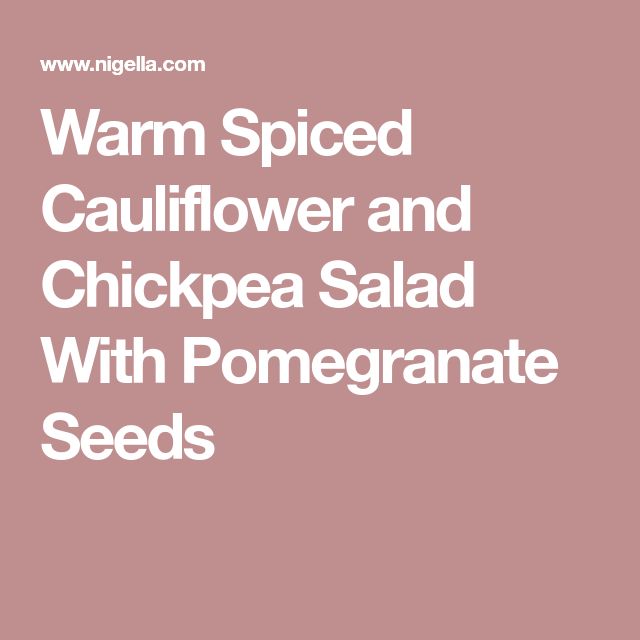 www.nigella.com
Warm Spiced
Cauliflower and
Chickpea Salad
With Pomegranate
Seeds